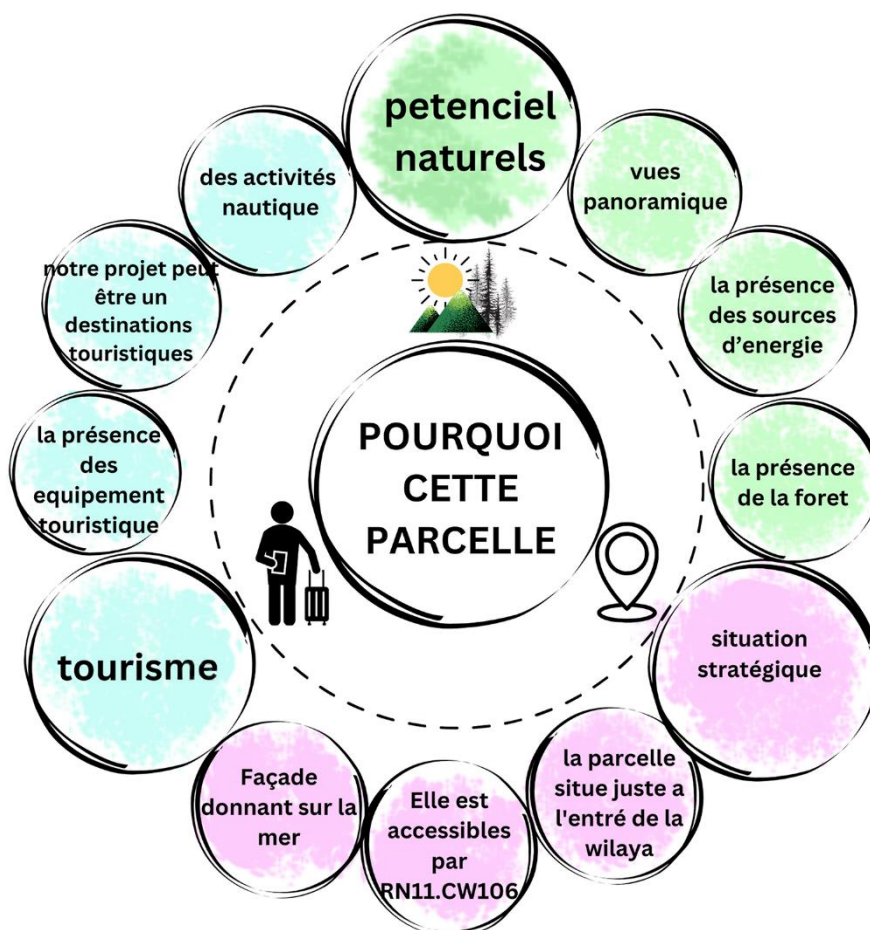 petenciel
naturels
vues
panoramique
la présence
des sources
d'energie
la présence
de la foret
situation
stratégique
la parcelle
situe juste a
l'entré de la
wilaya
Elle est
accessibles
par
RN11.CW106
Façade
donnant sur la
mer
tourisme
la présence
des
equipement
touristique
notre projet peut
être un
destinations
touristiques
des activités
nautique
POURQUOI
CETTE
PARCELLE